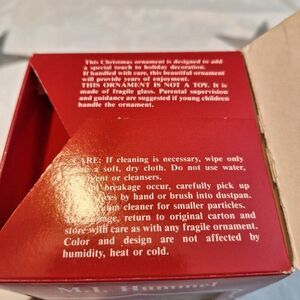 This Christmas ornament is designed to add
a special touch to holiday decoration.
If handled with care, this beautiful ornament
will provide years of enjoyment.
THIS ORNAMENT IS NOT A TOY. It is
made of fragile glass. Parental supervision
and guidance are suggested if young children
handle the ornament.
CARE: If cleaning is necessary, wipe only
a soft, dry cloth. Do not use water,
or cleansers.
breakage occur, carefully pick up
by hand or brush into dustpan.
cleaner for smaller particles.
return to original carton and
store with care as with any fragile ornament.
Color and design are not affected by
humidity, heat or cold.
M.I. Hummel